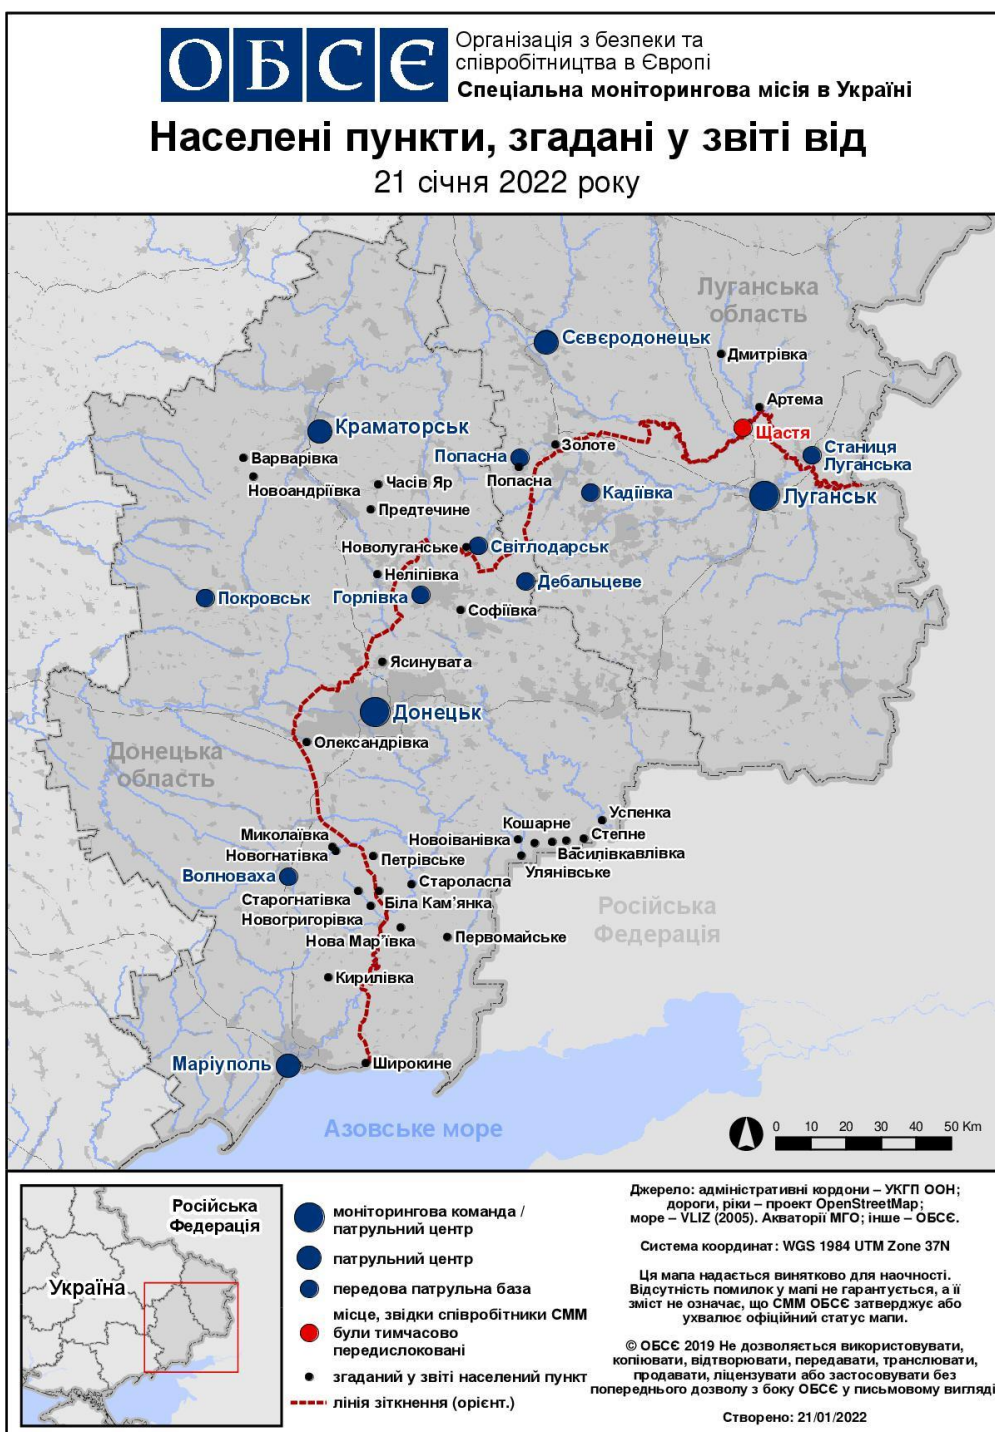 ОБСЄ
Організація з безпеки та
співробітництва в Європі
Спеціальна моніторингова місія в Україні
Населені пункти, згадані у звіті від
21 січня 2022 року
Луганська
область
Сєвєродонецьк
Дмитрівка
Артема
Щастя
Краматорськ
Золоте
Станиця
Луганська
Варварівка
Попасна
Попасна
Новоандріївка
Часів Яр
Кадіївка
Луганськ
Предтечине
Новолуганське
Світлодарськ
Неліпівка
Дебальцеве
Покровськ
Горлівка
Софіївка
Ясинувата
Донецьк
Олександрівка
Донецька
область
Успенка
Кошарне
Степне
Миколаївка
Новоіванівка
Новогнатівка
Петрівське
Василівка
авлівка
Улянівське
Волноваха
Староласпа
Старогнатівка
Біла Кам'янка
Новогригорівка
Російська
Федерація
Нова Мар'ївка
Первомайське
Кирилівка
Маріуполь
Широкине
Азовське море
0 10 20 30 40 50 Km
Російська
Федерація
Україна
моніторингова команда /
патрульний центр
патрульний центр
передова патрульна база
місце, звідки співробітники СММ
були тимчасово
передислоковані
згаданий у звіті населений пункт
лінія зіткнення (орієнт.)
Джерело: адміністративні кордони – УКГП ООН;
дороги, ріки – проект OpenStreetMap;
море – VLIZ (2005). Акваторії МГО; інше – ОБСЄ.
Система координат: WGS 1984 UTM Zone 37N
Ця мапа надається винятково для наочності.
Відсутність помилок у мапі не гарантується, а її
зміст не означає, що СММ ОБСЄ затверджує або
ухвалює офіційний статус мапи.
© ОБСЄ 2019 Не дозволяється використовувати,
копіювати, відтворювати, передавати, транслювати,
продавати, ліцензувати або застосовувати без
попереднього дозволу з боку ОБСЄ у письмовому вигляді
Створено: 21/01/2022